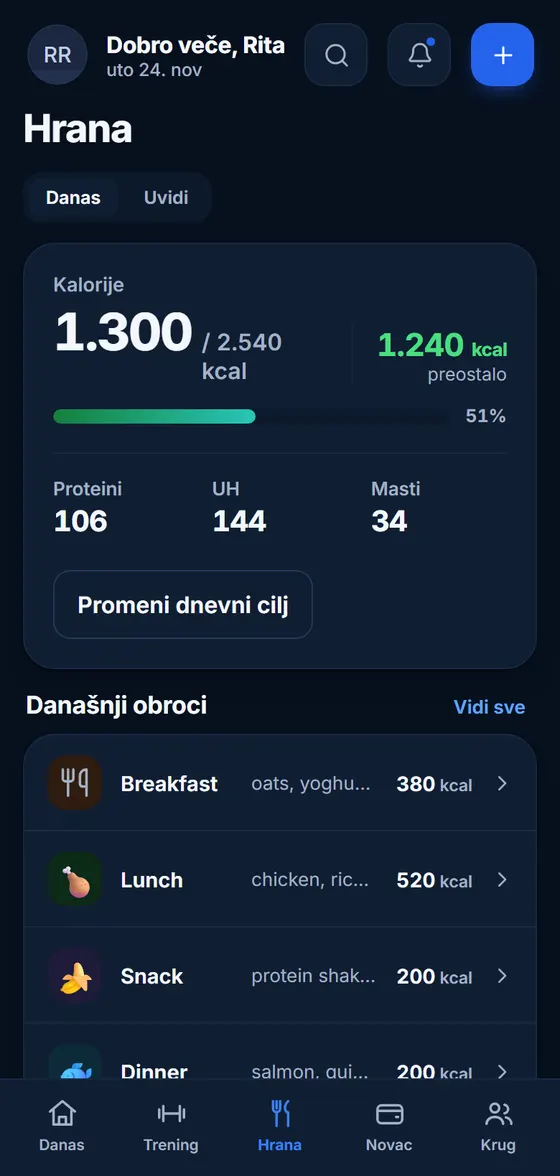 RR
Dobro veče, Rita
uto 24. nov
Hrana
Danas
Uvidi
Kalorije
1.300 / 2.540 kcal
1.240 kcal
preostalo
51%
Proteini
UH
Masti
106
144
34
Promeni dnevni cilj
Današnji obroci
Vidi sve
Breakfast oats, yoghu... 380 kcal
Lunch chicken, ric... 520 kcal
Snack protein shak... 200 kcal
Dinner salmon, qui... 200 kcal
Danas
Trening
Hrana
Novac
Krug